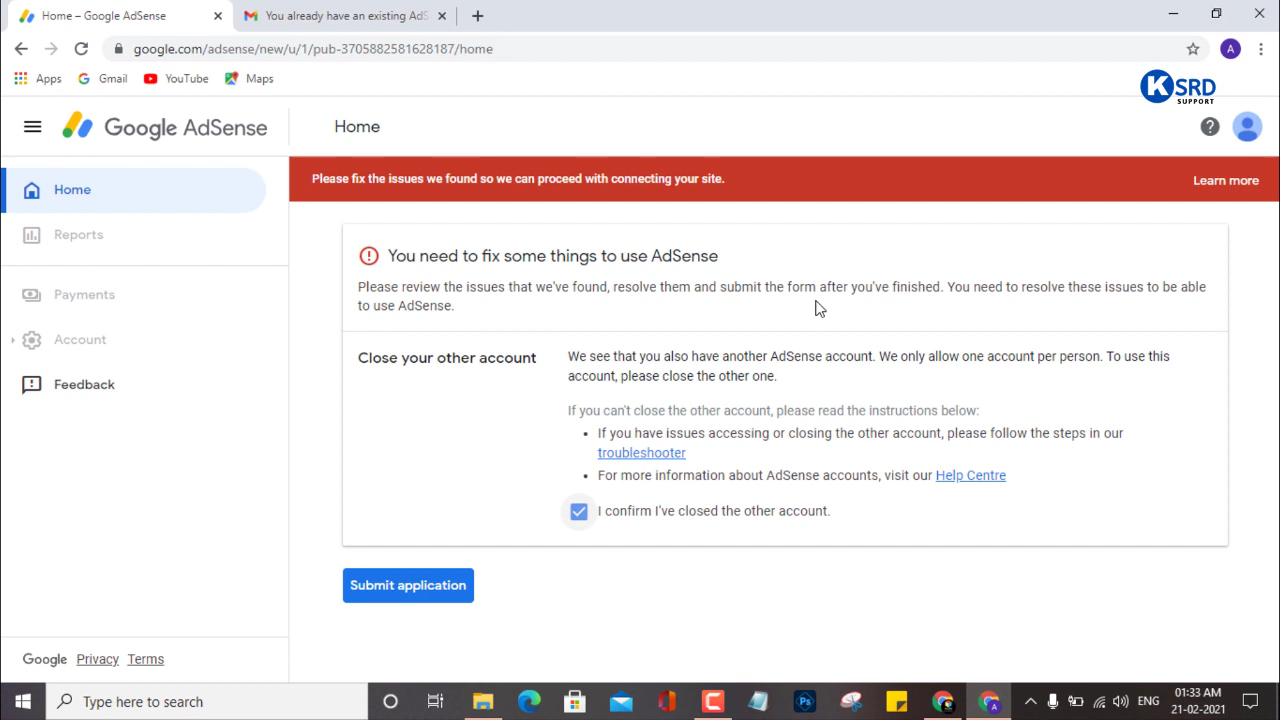 Home – Google AdSense
You already have an existing AdS
google.com/adsense/new/u/1/pub-3705882581628187/home
A
Apps
Gmail
YouTube
Maps
K SRD
SUPPORT
Google AdSense
Home
Home
Reports
Payments
Account
Feedback
Please fix the issues we found so we can proceed with connecting your site.
Learn more
You need to fix some things to use AdSense
Please review the issues that we've found, resolve them and submit the form after you've finished. You need to resolve these issues to be able
to use AdSense.
Close your other account
We see that you also have another AdSense account. We only allow one account per person. To use this
account, please close the other one.
If you can't close the other account, please read the instructions below:
• If you have issues accessing or closing the other account, please follow the steps in our
troubleshooter
• For more information about AdSense accounts, visit our Help Centre
I confirm I've closed the other account.
Submit application
Google Privacy Terms
Type here to search
ENG
01:33 AM
21-02-2021